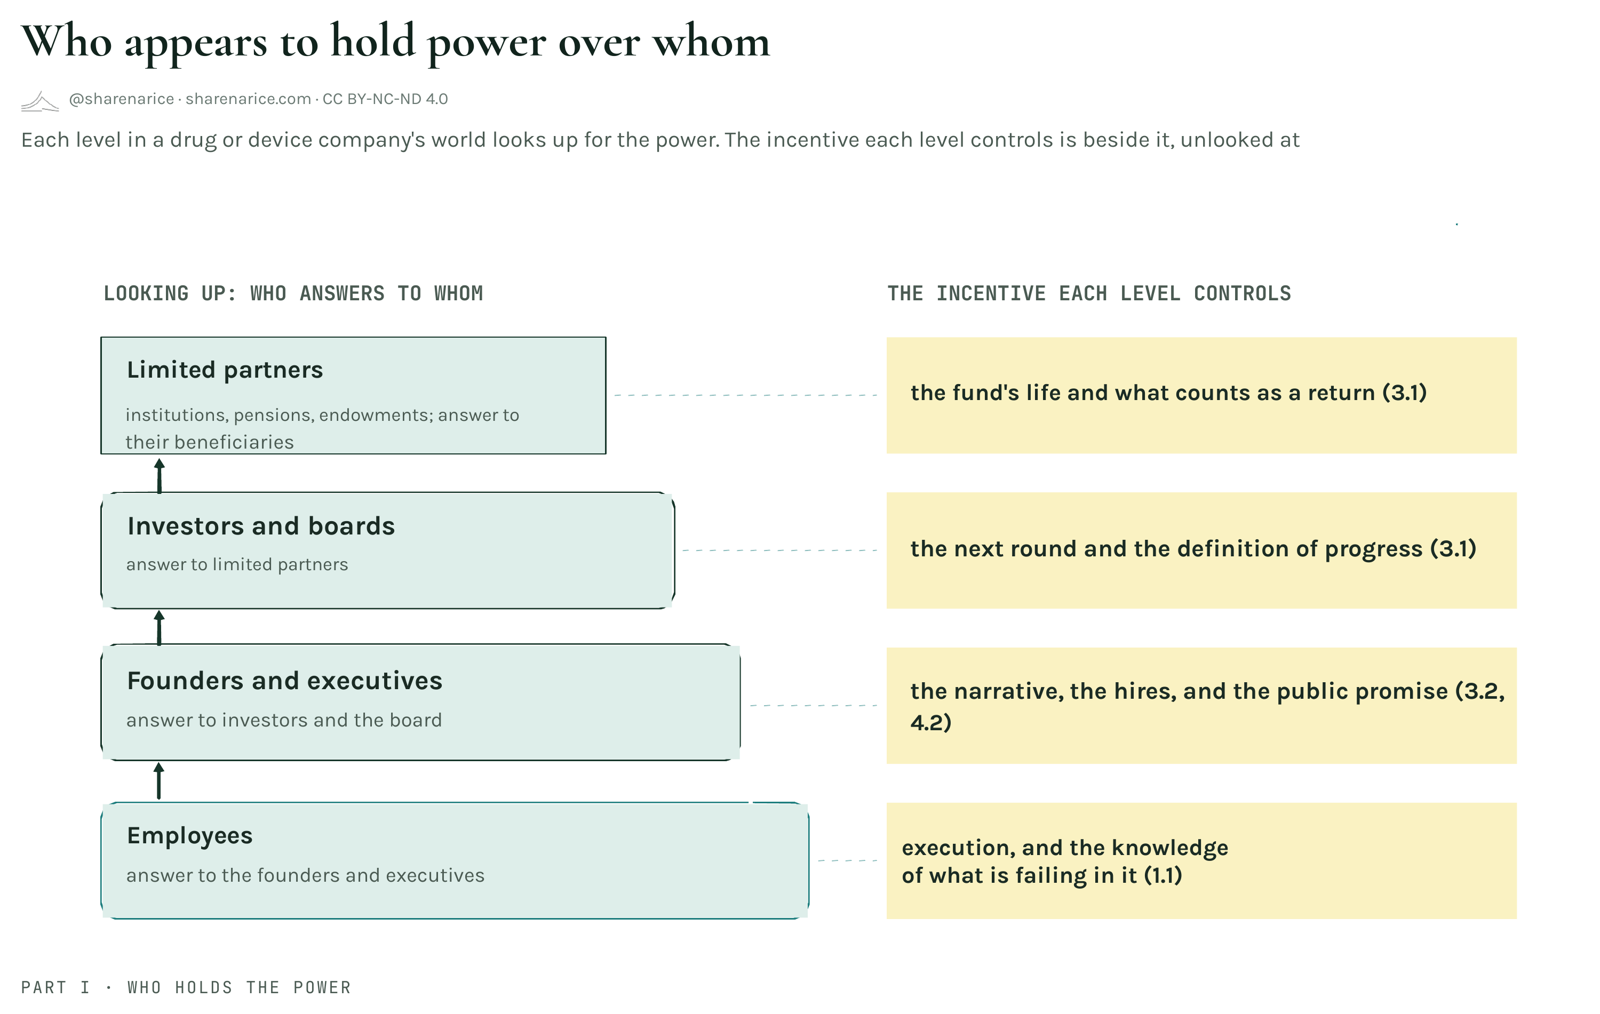 Who appears to hold power over whom
@sharenarice · sharenarice.com · CC BY-NC-ND 4.0
Each level in a drug or device company's world looks up for the power. The incentive each level controls is beside it, unlooked at
LOOKING UP: WHO ANSWERS TO WHOM
THE INCENTIVE EACH LEVEL CONTROLS
Limited partners
institutions, pensions, endowments; answer to
their beneficiaries
the fund's life and what counts as a return (3.1)
Investors and boards
answer to limited partners
the next round and the definition of progress (3.1)
Founders and executives
answer to investors and the board
the narrative, the hires, and the public promise (3.2,
4.2)
Employees
answer to the founders and executives
execution, and the knowledge
of what is failing in it (1.1)
PART I · WHO HOLDS THE POWER